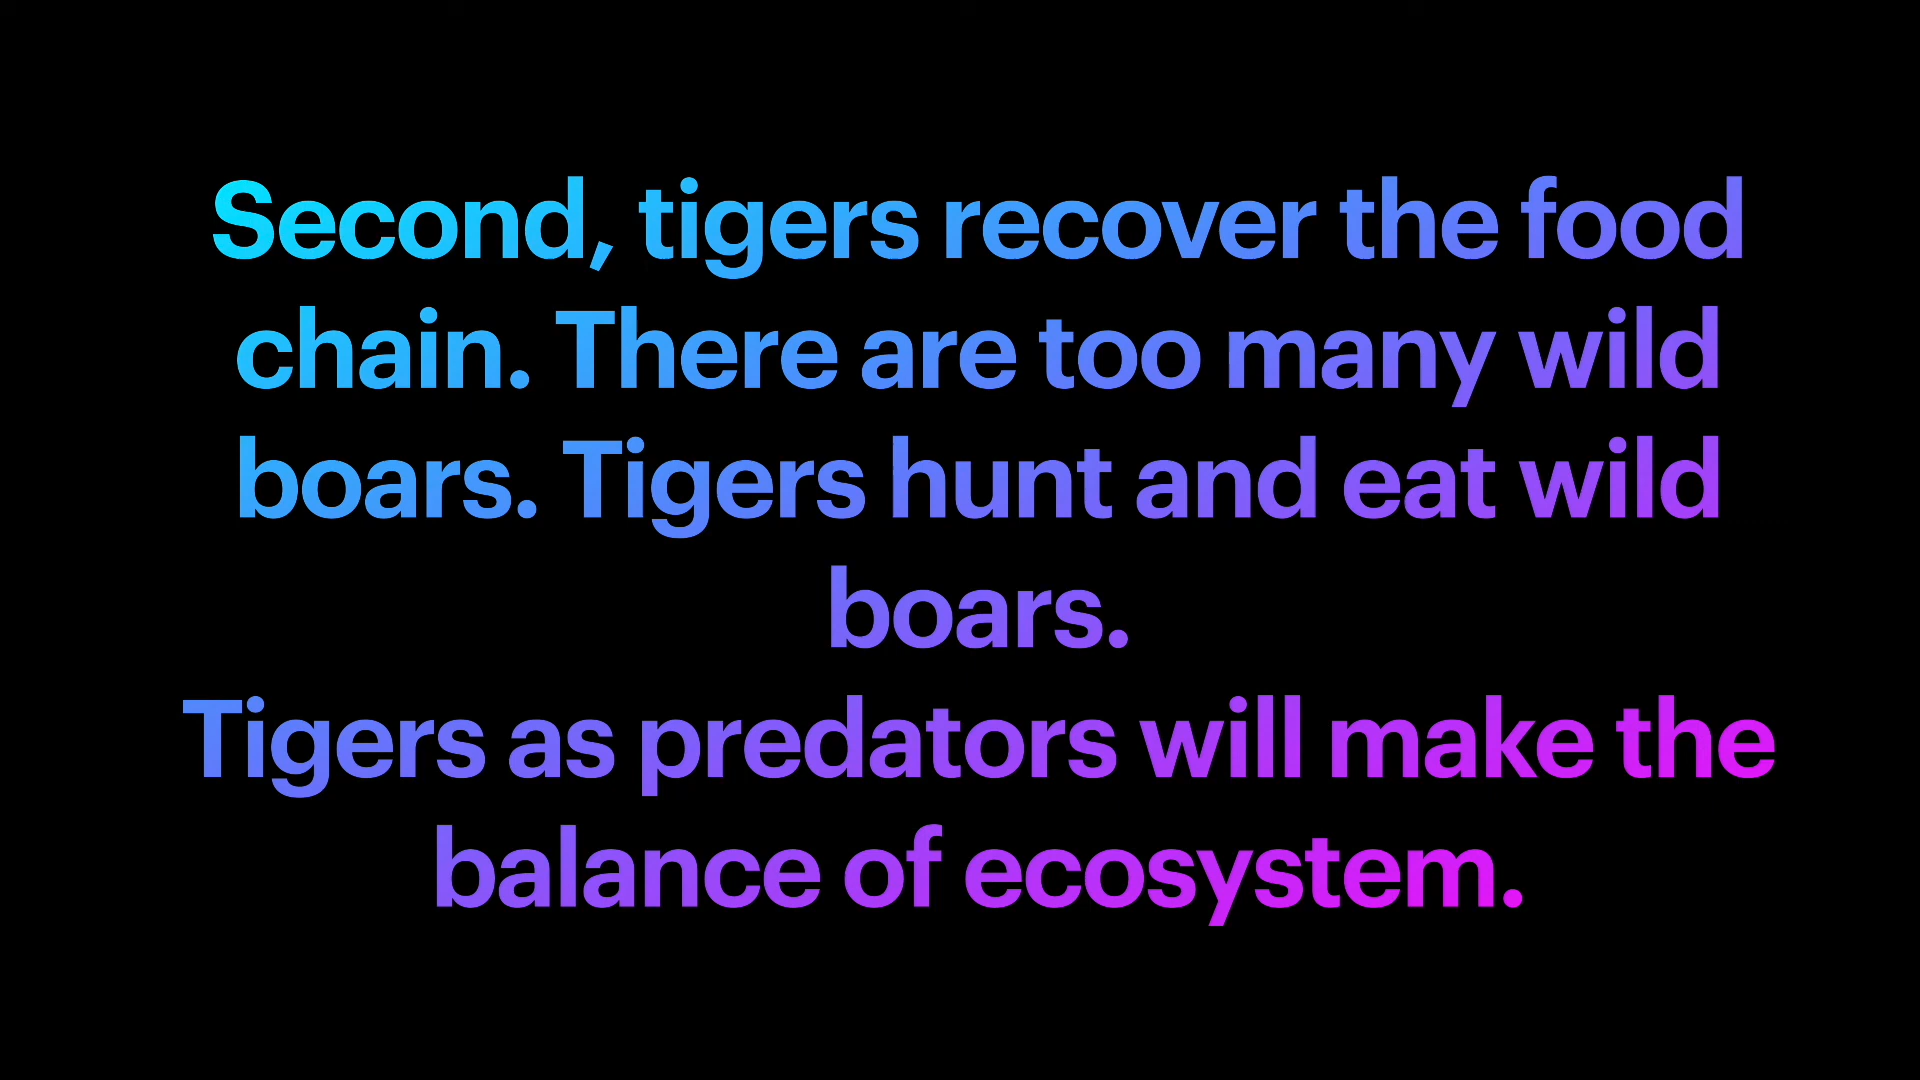 Second, tigers recover the food
chain. There are too many wild
boars. Tigers hunt and eat wild
boars.
Tigers as predators will make the
balance of ecosystem.